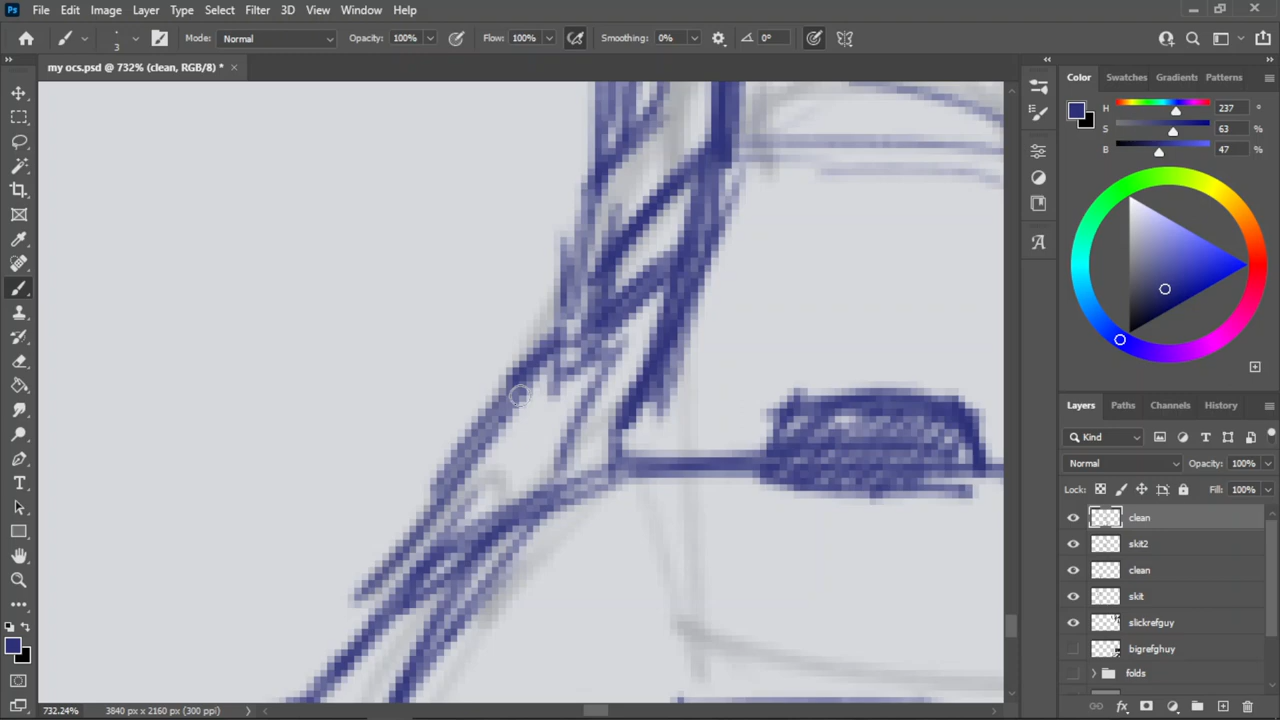 Ps File Edit Image Layer Type Select Filter 3D View Window Help
3 Mode: Normal Opacity: 100% Flow: 100% Smoothing: 0% 0°
my ocs.psd @ 732% (clean, RGB/8) * ×
Color Swatches Gradients Patterns
H 237 °
S 63 %
B 47 %
Layers Paths Channels History
Kind
Normal Opacity: 100%
Lock: Fill: 100%
clean
skit2
clean
skit
slickrefguy
bigrefghuy
folds
732.24% 3840 px x 2160 px (300 ppi)